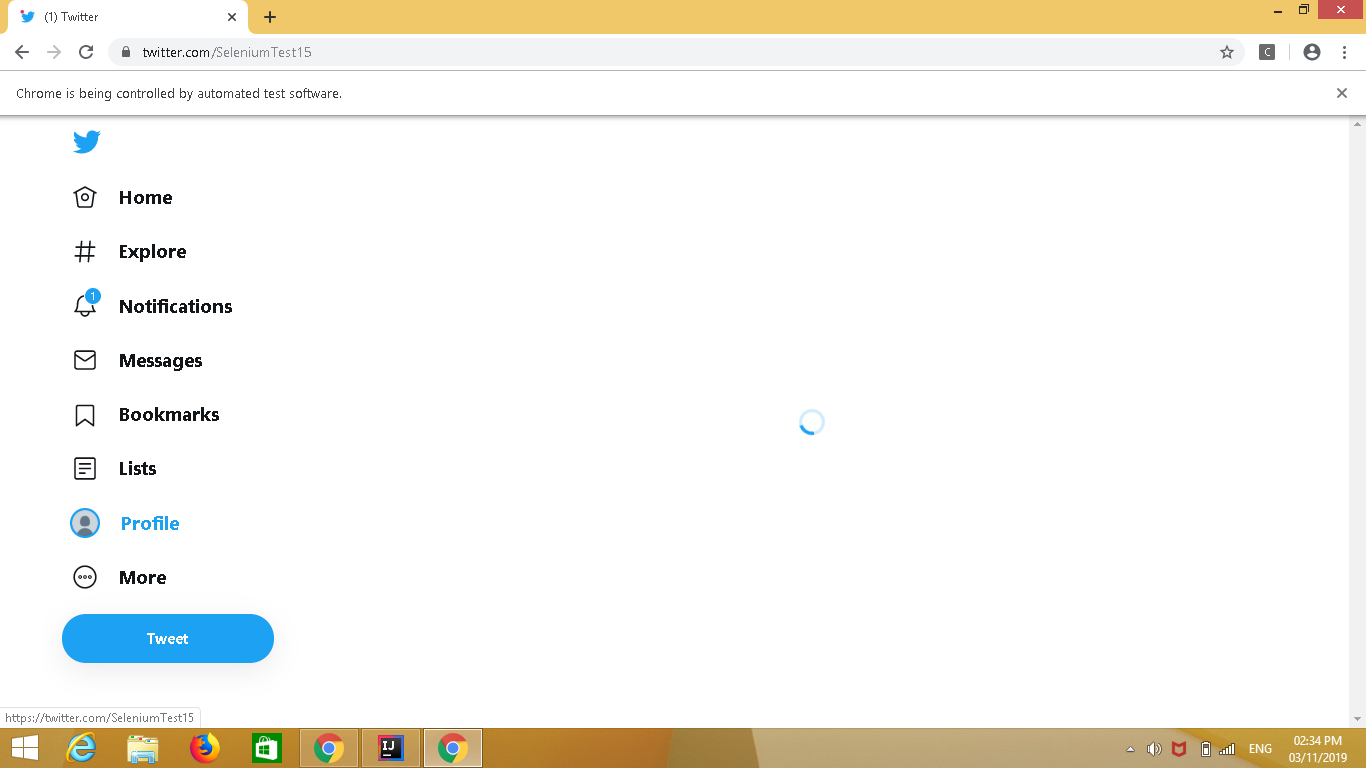 (1) Twitter
twitter.com/SeleniumTest15
C
Chrome is being controlled by automated test software.
Home
Explore
1
Notifications
Messages
Bookmarks
Lists
Profile
More
Tweet
https://twitter.com/SeleniumTest15
IJ
ENG
02:34 PM
03/11/2019